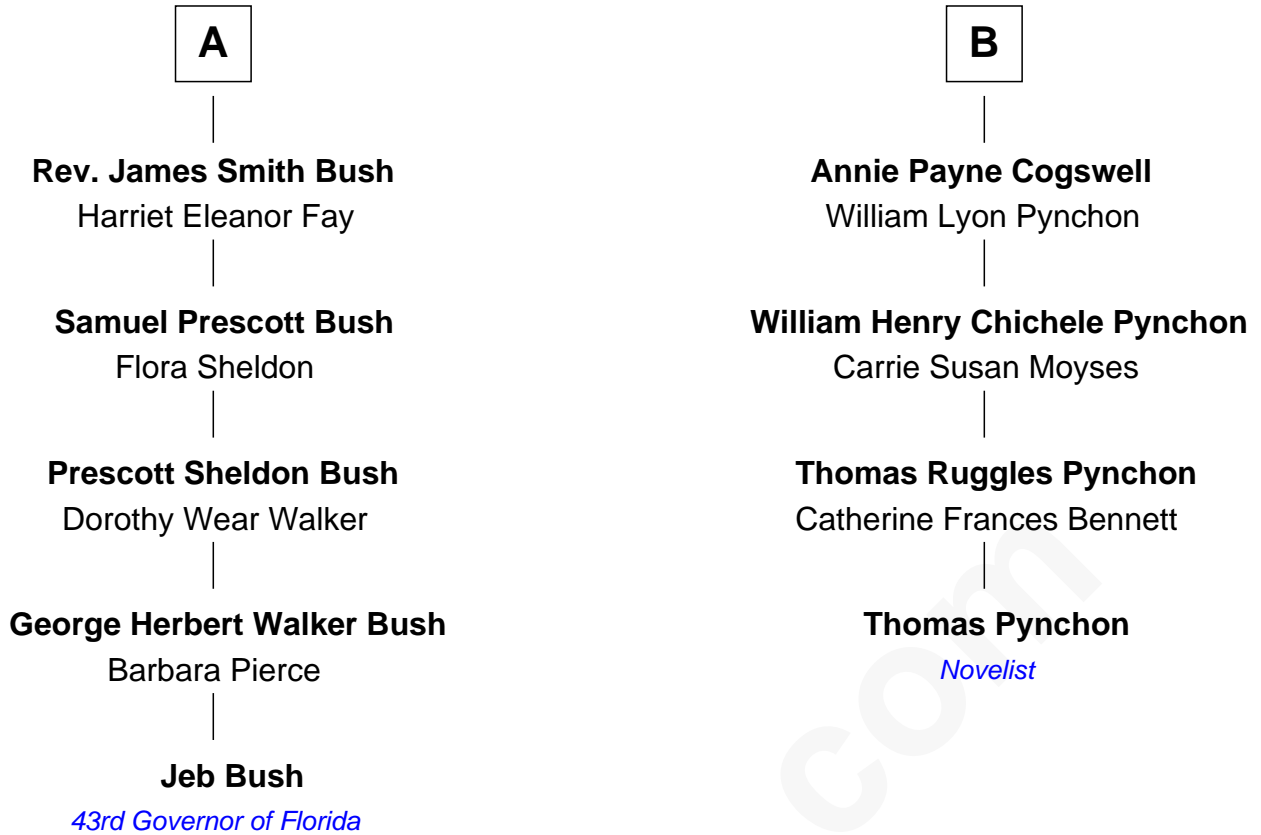 A
Rev. James Smith Bush
Harriet Eleanor Fay
Samuel Prescott Bush
Flora Sheldon
Prescott Sheldon Bush
Dorothy Wear Walker
George Herbert Walker Bush
Barbara Pierce
Jeb Bush
43rd Governor of Florida
B
Annie Payne Cogswell
William Lyon Pynchon
William Henry Chichele Pynchon
Carrie Susan Moyses
Thomas Ruggles Pynchon
Catherine Frances Bennett
Thomas Pynchon
Novelist
com